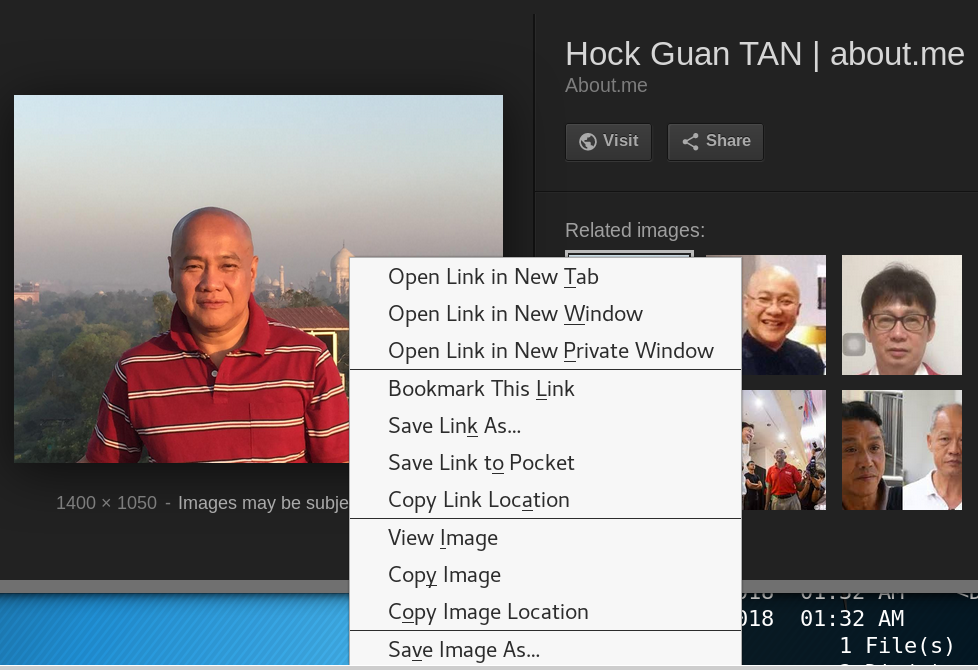 Hock Guan TAN | about.me
About.me
Visit
Share
Related images:
1400 × 1050 - Images may be
Open Link in New Tab
Open Link in New Window
Open Link in New Private Window
Bookmark This Link
Save Link As...
Save Link to Pocket
Copy Link Location
View Image
Copy Image
Copy Image Location
Save Image As...
01:32 AM
01:32 AM
1 File(s)